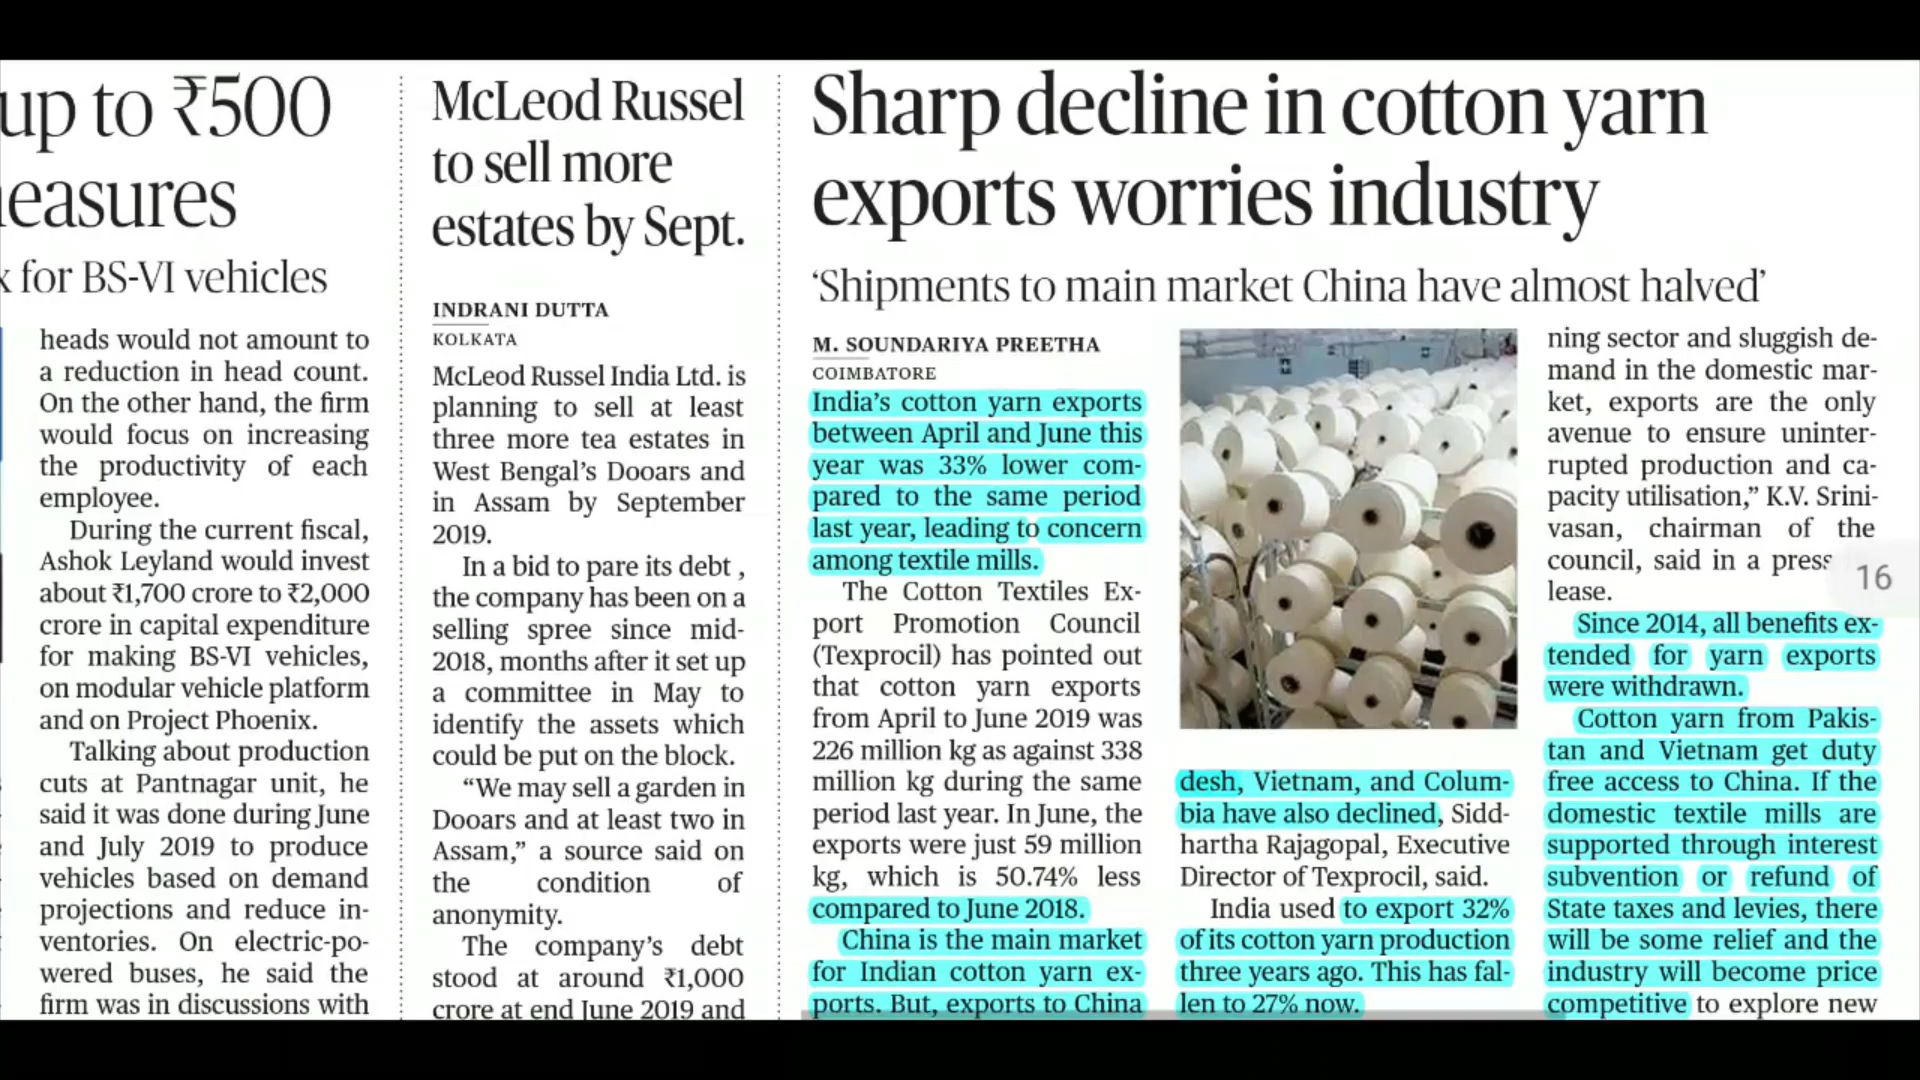 up to ₹500
easures
x for BS-VI vehicles
heads would not amount to
a reduction in head count.
On the other hand, the firm
would focus on increasing
the productivity of each
employee.
During the current fiscal,
Ashok Leyland would invest
about ₹1,700 crore to ₹2,000
crore in capital expenditure
for making BS-VI vehicles,
on modular vehicle platform
and on Project Phoenix.
Talking about production
cuts at Pantnagar unit, he
said it was done during June
and July 2019 to produce
vehicles based on demand
projections and reduce in-
ventories. On electric-po-
wered buses, he said the
firm was in discussions with
McLeod Russel
to sell more
estates by Sept.
INDRANI DUTTA
KOLKATA
McLeod Russel India Ltd. is
planning to sell at least
three more tea estates in
West Bengal's Dooars and
in Assam by September
2019.
In a bid to pare its debt ,
the company has been on a
selling spree since mid-
2018, months after it set up
a committee in May to
identify the assets which
could be put on the block.
“We may sell a garden in
Dooars and at least two in
Assam,” a source said on
the condition of
anonymity.
The company's debt
stood at around ₹1,000
crore at end June 2019 and
Sharp decline in cotton yarn
exports worries industry
‘Shipments to main market China have almost halved’
M. SOUNDARIYA PREETHA
COIMBATORE
India's cotton yarn exports
between April and June this
year was 33% lower com-
pared to the same period
last year, leading to concern
among textile mills.
The Cotton Textiles Ex-
port Promotion Council
(Texprocil) has pointed out
that cotton yarn exports
from April to June 2019 was
226 million kg as against 338
million kg during the same
period last year. In June, the
exports were just 59 million
kg, which is 50.74% less
compared to June 2018.
China is the main market
for Indian cotton yarn ex-
ports. But, exports to China
desh, Vietnam, and Colum-
bia have also declined, Sidd-
hartha Rajagopal, Executive
Director of Texprocil, said.
India used to export 32%
of its cotton yarn production
three years ago. This has fal-
len to 27% now.
ning sector and sluggish de-
mand in the domestic mar-
ket, exports are the only
avenue to ensure uninter-
rupted production and ca-
pacity utilisation,” K.V. Srini-
vasan, chairman of the
council, said in a press
lease.
Since 2014, all benefits ex-
tended for yarn exports
were withdrawn.
Cotton yarn from Pakis-
tan and Vietnam get duty
free access to China. If the
domestic textile mills are
supported through interest
subvention or refund of
State taxes and levies, there
will be some relief and the
industry will become price
competitive to explore new
16